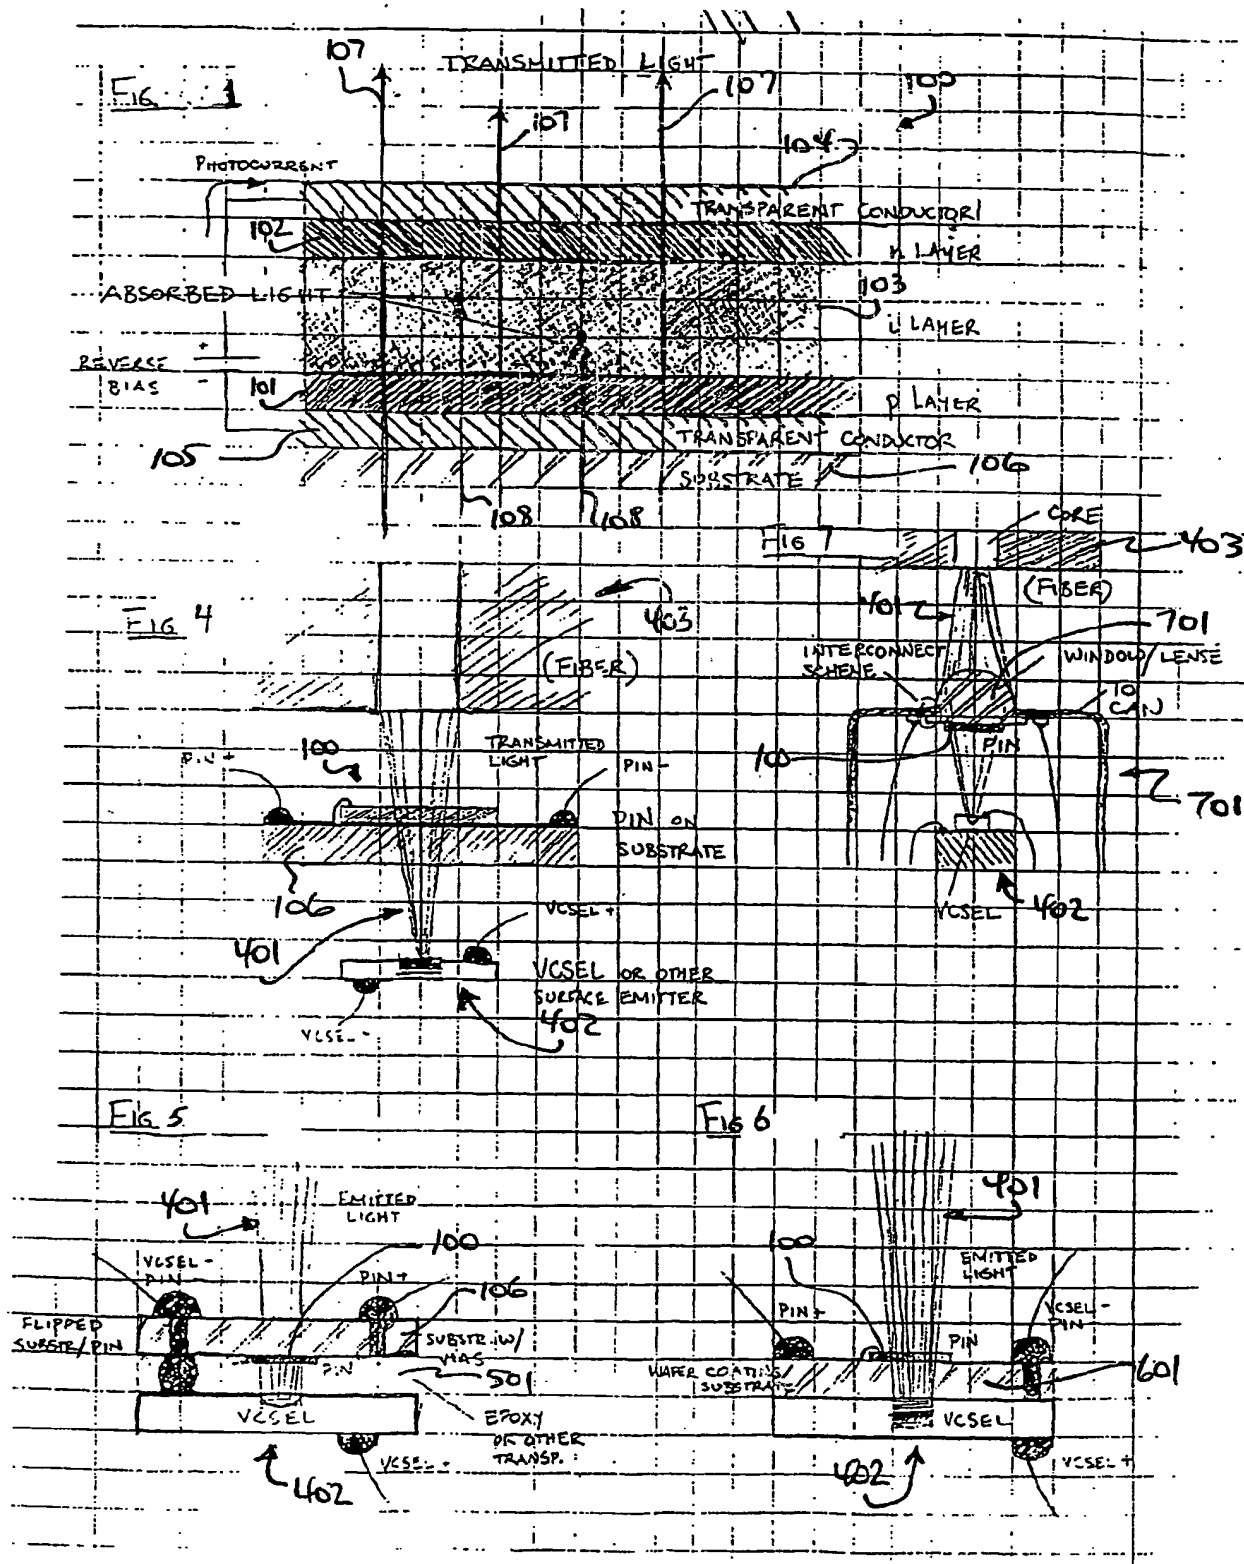 107
TRANSMITTED LIGHT
FIG 1
107
100
107
104
PHOTOCURRENT
TRANSPARENT CONDUCTOR
102
n LAYER
ABSORBED LIGHT
103
i LAYER
+
REVERSE
BIAS
-
101
p LAYER
TRANSPARENT CONDUCTOR
105
106
SUBSTRATE
108
108
FIG 7
CORE
403
(FIBER)
401
701
INTERCONNECT
SCHEME
WINDOW/LENSE
TO
CAN
100
PIN
701
VCSEL
402
FIG 4
403
(FIBER)
TRANSMITTED
LIGHT
100
PIN+
PIN-
PIN ON
SUBSTRATE
106
VCSEL+
401
VCSEL OR OTHER
SURFACE EMITTER
402
VCSEL-
FIG 5
401
EMITTED
LIGHT
100
VCSEL-
PIN-
PIN+
106
FLIPPED
SUBSTR/PIN
SUBSTR W/
VIAS
PIN
501
VCSEL
EPOXY
OR OTHER
TRANSP.
VCSEL+
402
FIG 6
401
100
EMITTED
LIGHT
PIN+
VCSEL-
PIN-
PIN
WAFER COATING/
SUBSTRATE
601
VCSEL
402
VCSEL+